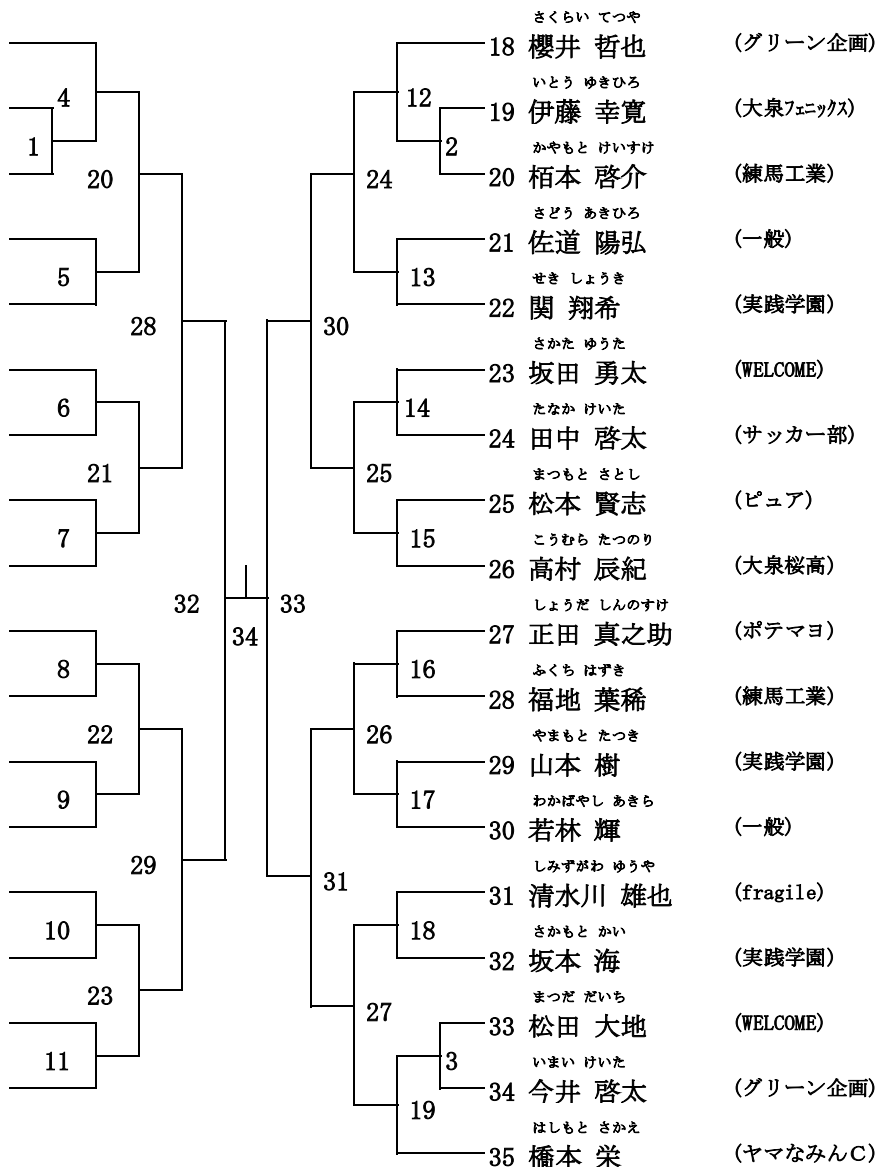 さくらい てつや
18 櫻井 哲也 (グリーン企画)
4
12
いとう ゆきひろ
19 伊藤 幸寛 (大泉フェニックス)
1
2
かやもと けいすけ
20 栢本 啓介 (練馬工業)
20
24
さどう あきひろ
21 佐道 陽弘 (一般)
5
13
せき しょうき
22 関 翔希 (実践学園)
28
30
さかた ゆうた
23 坂田 勇太 (WELCOME)
6
14
たなか けいた
24 田中 啓太 (サッカー部)
21
25
まつもと さとし
25 松本 賢志 (ピュア)
7
15
こうむら たつのり
26 高村 辰紀 (大泉桜高)
32
33
しょうだ しんのすけ
27 正田 真之助 (ポテマヨ)
34
8
16
ふくち はずき
28 福地 葉稀 (練馬工業)
22
26
やまもと たつき
29 山本 樹 (実践学園)
9
17
わかばやし あきら
30 若林 輝 (一般)
29
31
しみずがわ ゆうや
31 清水川 雄也 (fragile)
10
18
さかもと かい
32 坂本 海 (実践学園)
23
27
まつだ だいち
33 松田 大地 (WELCOME)
11
3
いまい けいた
34 今井 啓太 (グリーン企画)
19
はしもと さかえ
35 橋本 栄 (ヤマなみんC)